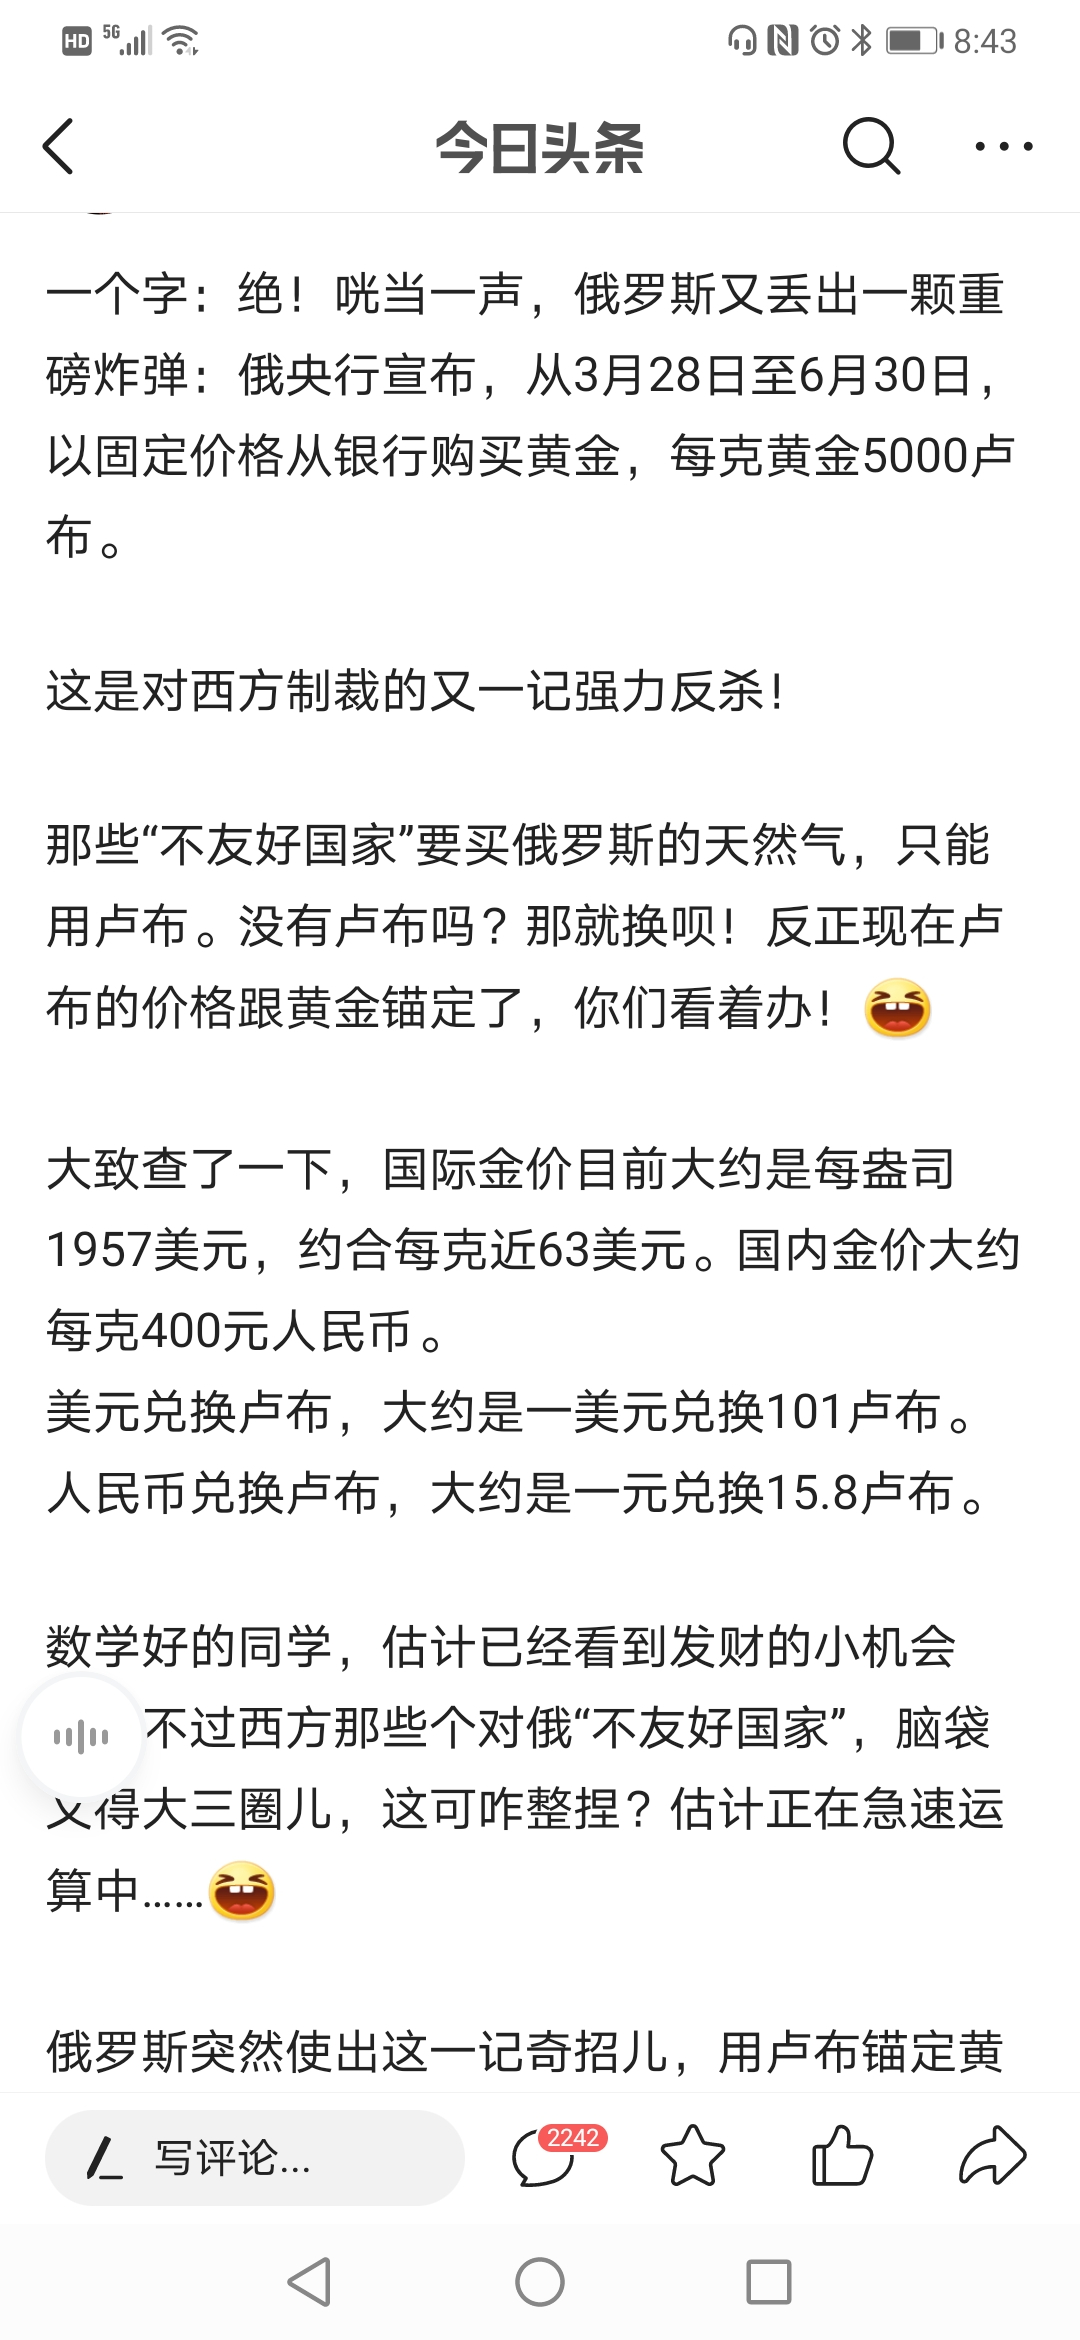 HD 5G 8:43
今日头条
一个字：绝！咣当一声，俄罗斯又丢出一颗重
磅炸弹：俄央行宣布，从3月28日至6月30日，
以固定价格从银行购买黄金，每克黄金5000卢
布。
这是对西方制裁的又一记强力反杀！
那些“不友好国家”要买俄罗斯的天然气，只能
用卢布。没有卢布吗？那就换呗！反正现在卢
布的价格跟黄金锚定了，你们看着办！
大致查了一下，国际金价目前大约是每盎司
1957美元，约合每克近63美元。国内金价大约
每克400元人民币。
美元兑换卢布，大约是一美元兑换101卢布。
人民币兑换卢布，大约是一元兑换15.8卢布。
数学好的同学，估计已经看到发财的小机会
不过西方那些个对俄“不友好国家”，脑袋
又得大三圈儿，这可咋整捏？估计正在急速运
算中……
俄罗斯突然使出这一记奇招儿，用卢布锚定黄
写评论... 2242